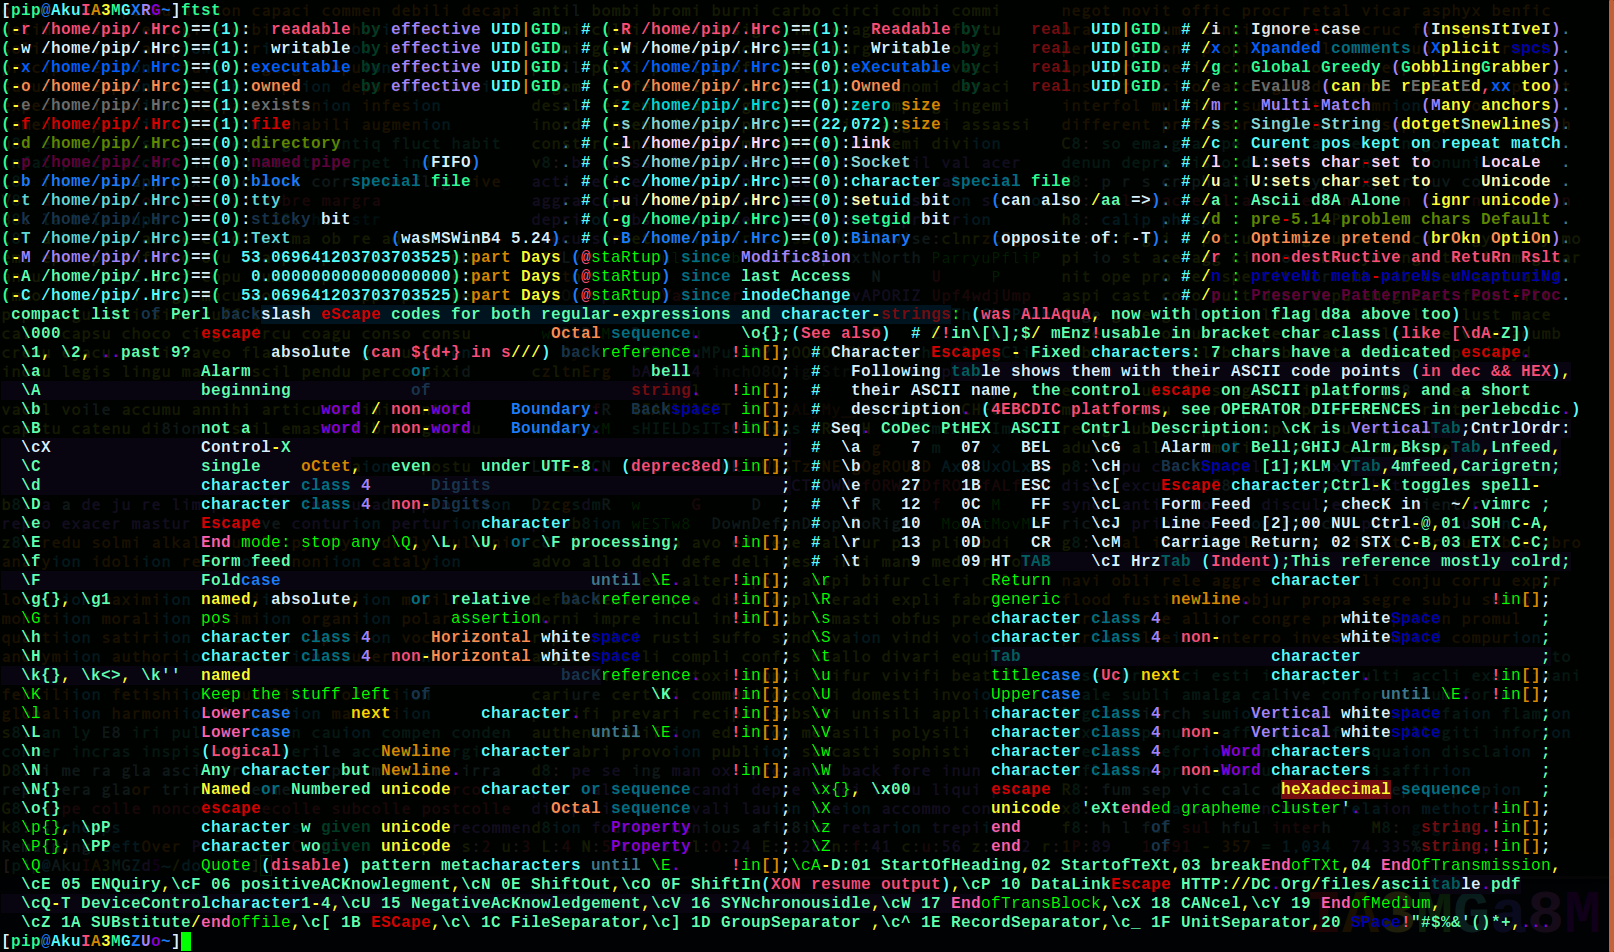 [pip@AkuIA3MGXRG~]ftst
(-r /home/pip/.Hrc)==(1):  readable by effective UID|GID. # (-R /home/pip/.Hrc)==(1):  Readable by     real  UID|GID. # /i : Ignore-case      (InsensItIveI).
(-w /home/pip/.Hrc)==(1):  writable by effective UID|GID. # (-W /home/pip/.Hrc)==(1):  Writable by     real  UID|GID. # /x : Xpanded comments (Xplicit spcs).
(-x /home/pip/.Hrc)==(0):executable by effective UID|GID. # (-X /home/pip/.Hrc)==(0):eXecutable by     real  UID|GID. # /g : Global Greedy (GobblingGrabber).
(-o /home/pip/.Hrc)==(1):owned      by effective UID|GID. # (-O /home/pip/.Hrc)==(1):Owned      by     real  UID|GID. # /e : EvalU8 (can bE rEpEatEd,xx too):
(-e /home/pip/.Hrc)==(1):exists                         . # (-z /home/pip/.Hrc)==(0):zero size                        . # /m :  Multi-Match     (Many anchors).
(-f /home/pip/.Hrc)==(1):file                           . # (-s /home/pip/.Hrc)==(22,072):size                        . # /s : Single-String (dotgetSnewlineS).
(-d /home/pip/.Hrc)==(0):directory                      . # (-l /home/pip/.Hrc)==(0):link                             . # /c : Curent pos kept on repeat matCh.
(-p /home/pip/.Hrc)==(0):named pipe      (FIFO)         . # (-S /home/pip/.Hrc)==(0):Socket                           . # /l : L:sets char-set to     LocaLe  .
(-b /home/pip/.Hrc)==(0):block     special file         . # (-c /home/pip/.Hrc)==(0):character special file           . # /u : U:sets char-set to     Unicode .
(-t /home/pip/.Hrc)==(0):tty                            . # (-u /home/pip/.Hrc)==(0):setuid bit     (can also /aa =>). # /a : Ascii d8A Alone  (ignr unicode).
(-k /home/pip/.Hrc)==(0):sticky bit                     . # (-g /home/pip/.Hrc)==(0):setgid bit                       . # /d : pre-5.14problem chars Default .
(-T /home/pip/.Hrc)==(1):Text       (wasMSWinB4 5.24). # (-B /home/pip/.Hrc)==(0):Binary        (opposite of: -T). # /o : Optimize pretend (brOkn OptiOn).
(-M /home/pip/.Hrc)==(  53.069641203703703525):part Days (@staRtup) since Modific8ion . # /r : non-destRuctive and RetuRn Rslt.
(-A /home/pip/.Hrc)==(   0.000000000000000000):part Days (@staRtup) since last Access . # /n : preveNt meta-pareNs uNcapturiNg.
(-C /home/pip/.Hrc)==(  53.069641203703703525):part Days (@staRtup) since inodeChange . # /p : Preserve PatternParts Post-Proc.
compact list of Perl backslash eScape codes for both regular-expressions and character-strings: (was AllAquA, now with option flag d8a above too)
\000              escape                             Octal sequence.     \o{};(See also)  # /!in\[\];$/ mEnz!usable in bracket char class (like [\dA-Z])
\1, \2, ..past 9?        absolute (can ${d+} in s///) backreference.   !in[];  # Character Escapes - Fixed characters: 7 chars have a dedicated escape.
\a                Alarm                or                      bell            ;  #   Following table shows them with their ASCII code points (in dec && HEX),
\A                beginning            of                    string.   !in[];  #   their ASCII name, the control escape on ASCII platforms, and a short
\b                            word / non-word    Boundary.   Backspace  in[];  #   description. (4EBCDIC platforms, see OPERATOR DIFFERENCES in perlebcdic.)
\B                not a       word / non-word    Boundary.             !in[];  # Seq. CoDec PtHEX  ASCII  Cntrl  Description: \cK is VerticalTab;CntrlOrdr:
\cX               Control-X                                                    ;  #  \a     7    07    BEL    \cG    Alarm or Bell;GHIJ Alrm,Bksp,Tab,Lnfeed,
\C                single    oCtet,   even     under UTF-8. (deprec8ed)!in[];  #  \b     8    08     BS    \cH    BackSpace [1];KLM VTab,4mfeed,Carigretn;
\d                character class 4      Digits                                ;  #  \e    27    1B    ESC    \c[    Escape character;Ctrl-K toggles spell-
\D                character class 4  non-Digits                                ;  #  \f    12    0C     FF    \cL    Form Feed       ; checK in   ~/.vimrc ;
\e                Escape                      character                        ;  #  \n    10    0A     LF    \cJ    Line Feed [2];00 NUL Ctrl-@,01 SOH C-A,
\E                End mode: stop any \Q, \L, \U, or \F processing;     !in[];  #  \r    13    0D     CR    \cM    Carriage Return; 02 STX C-B,03 ETX C-C;
\f                Form feed                                                    ;  #  \t     9    09 HT TAB    \cI HrzTab (Indent);This reference mostly colrd;
\F                Foldcase                               until \E.     !in[];  \r                Return                      character                  ;
\g{}, \g1         named, absolute,     or  relative   backreference.   !in[];  \R                generic           newline.                        !in[];
\G                pos                      assertion.                  !in[];  \s                character class 4                  whiteSpace          ;
\h                character class 4      Horizontal whitespace                 ;  \S                character class 4  non-            whiteSpace          ;
\H                character class 4  non-Horizontal whitespace                 ;  \t                Tab                         character                  ;
\k{}, \k<>, \k''  named                               bacKreference.   !in[];  \u                titlecase (Uc) next         character.            !in[];
\K                Keep the stuff left  of                      \K.     !in[];  \U                Uppercase                              until \E.  !in[];
\l                Lowercase      next         character.               !in[];  \v                character class 4         Vertical whitespace          ;
\L                Lowercase                              until \E.     !in[];  \V                character class 4  non-   Vertical whitespace          ;
\n                (Logical)         Newline   character                        ;  \w                character class 4      Word characters                 ;
\N                Any character but Newline.                           !in[];  \W                character class 4  non-Word characters                 ;
\N{}              Named or Numbered unicode   character or sequence            ;  \x{}, \x00        escape                       heXadecimal sequence      ;
\o{}              escape                             Octal sequence            ;  \X                unicode  'eXtended grapheme cluster'.             !in[];
\p{}, \pP         character w given unicode                Property            ;  \z                end             of                         string.!in[];
\P{}, \PP         character wogiven unicode                Property            ;  \Z                end             of                         string.!in[];
\Q                Quote (disable) pattern metacharacters until \E.     !in[];\cA-D:01 StartOfHeading,02 StartofTeXt,03 breakEndofTXt,04 EndOfTransmission,
\cE 05 ENQuiry,\cF 06 positiveACKnowlegment,\cN 0E ShiftOut,\cO 0F ShiftIn(XON resume output),\cP 10 DataLinkEscape HTTP://DC.Org/files/asciitable.pdf
\cQ-T DeviceControlcharacter1-4,\cU 15 NegativeAcKnowledgement,\cV 16 SYNchronousidle,\cW 17 EndofTransBlock,\cX 18 CANcel,\cY 19 EndofMedium,
\cZ 1A SUBstitute/endoffile,\c[ 1B ESCape,\c\ 1C FileSeparator,\c] 1D GroupSeparator ,\c^ 1E RecordSeparator,\c_ 1F UnitSeparator,20 SPace!"#$%&'()*+,...
[pip@AkuIA3MGZUo~]